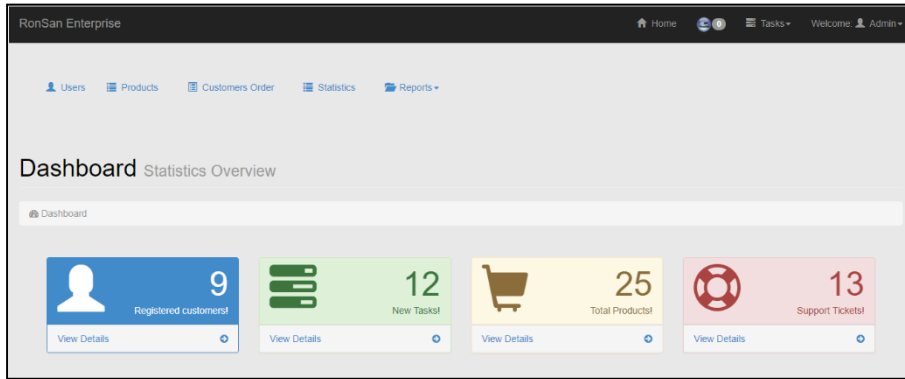 RonSan Enterprise Home 0 Tasks Welcome: Admin
Users Products Customers Order Statistics Reports
Dashboard Statistics Overview
Dashboard
9
Registered customers!
View Details
12
New Tasks!
View Details
25
Total Products!
View Details
13
Support Tickets!
View Details